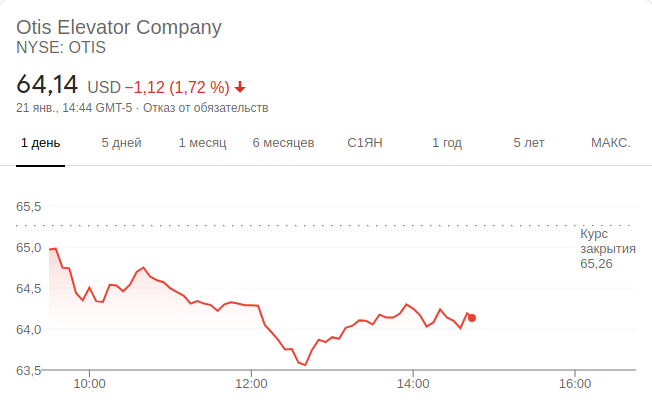 Otis Elevator Company
NYSE: OTIS
64,14 USD −1,12 (1,72 %)
21 янв., 14:44 GMT-5 · Отказ от обязательств
1 день 5 дней 1 месяц 6 месяцев С1ЯН 1 год 5 лет МАКС.
65,5
Курс
закрытия
65,26
65,0
64,5
64,0
63,5
10:00 12:00 14:00 16:00